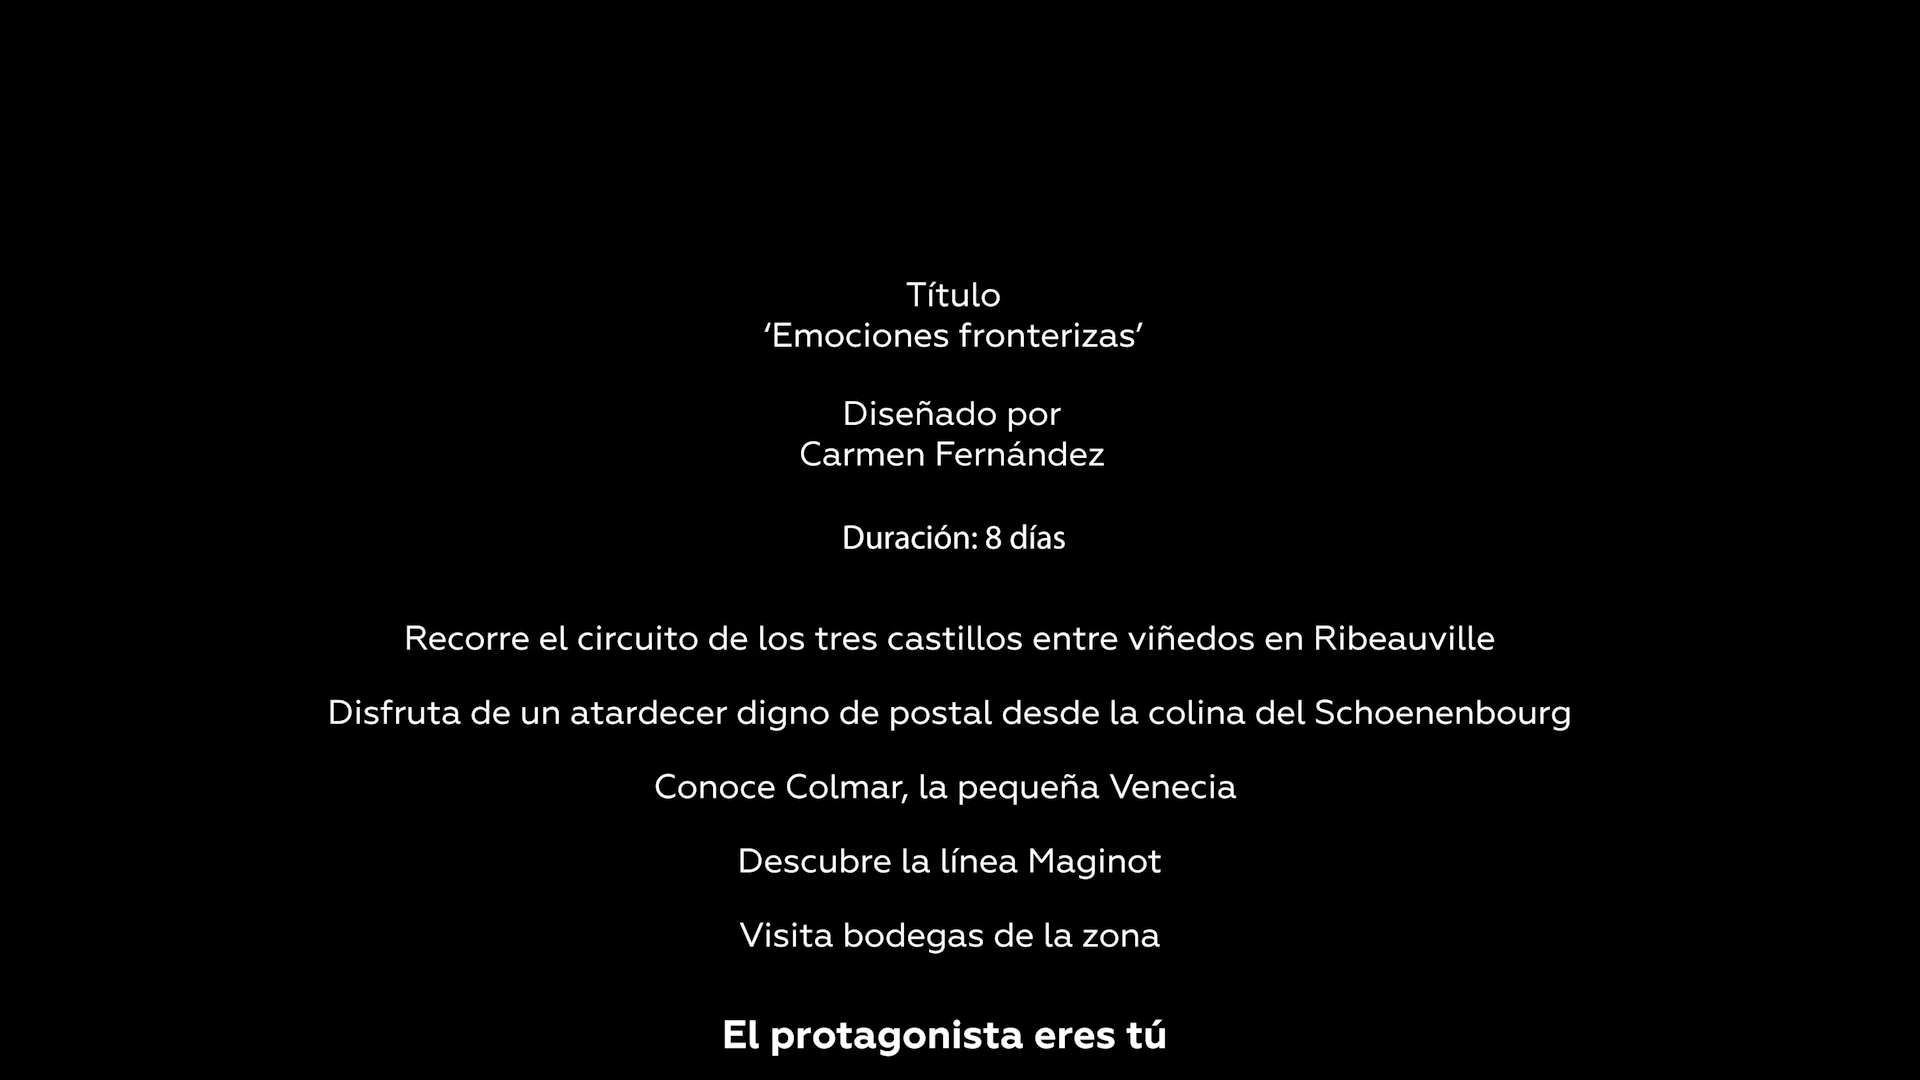 Título
‘Emociones fronterizas’
Diseñado por
Carmen Fernández
Duración: 8 días
Recorre el circuito de los tres castillos entre viñedos en Ribeauville
Disfruta de un atardecer digno de postal desde la colina del Schoenenbourg
Conoce Colmar, la pequeña Venecia
Descubre la línea Maginot
Visita bodegas de la zona
El protagonista eres tú